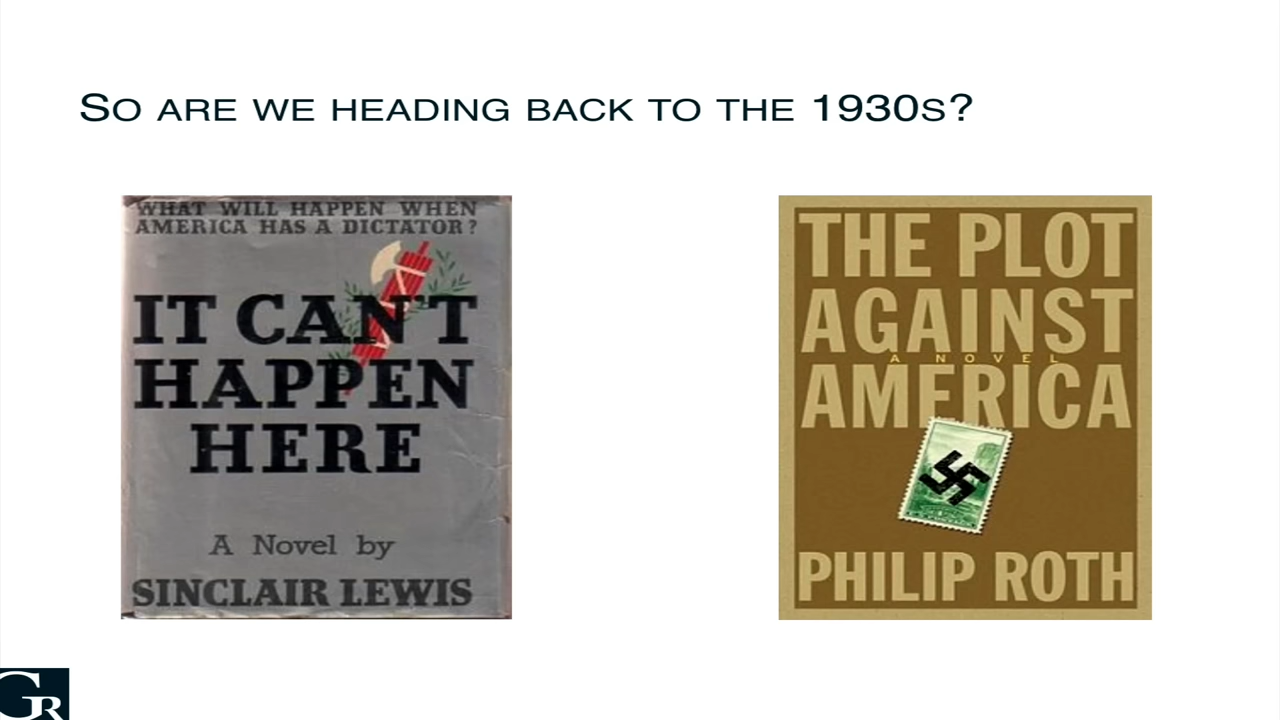 SO ARE WE HEADING BACK TO THE 1930S?
WHAT WILL HAPPEN WHEN
AMERICA HAS A DICTATOR?
IT CAN'T
HAPPEN
HERE
A Novel by
SINCLAIR LEWIS
THE PLOT
AGAINST
A NOVEL
AMERICA
PHILIP ROTH
GR